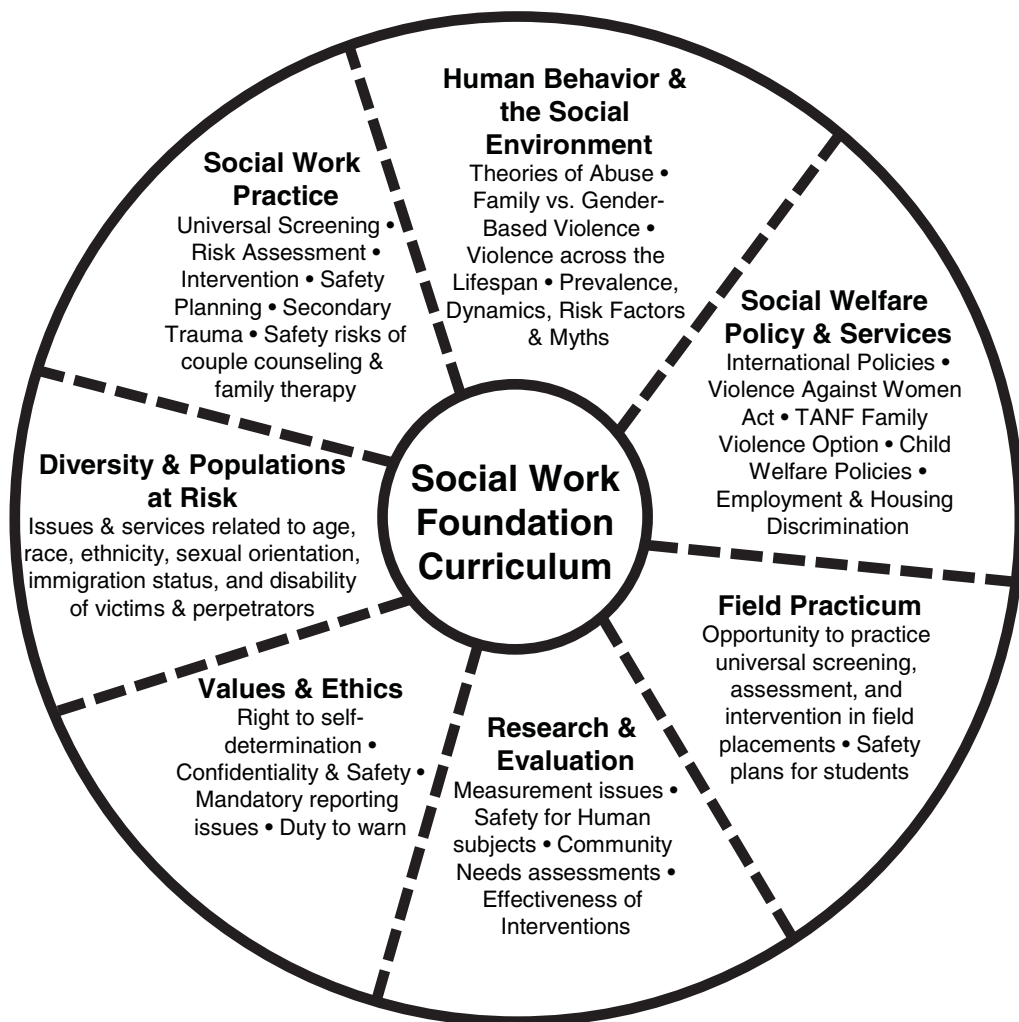 Human Behavior &
the Social
Environment
Theories of Abuse •
Family vs. Gender-
Based Violence •
Violence across the
Lifespan • Prevalence,
Dynamics, Risk Factors
& Myths
Social Welfare
Policy & Services
International Policies •
Violence Against Women
Act • TANF Family
Violence Option • Child
Welfare Policies •
Employment & Housing
Discrimination
Field Practicum
Opportunity to practice
universal screening,
assessment, and
intervention in field
placements • Safety
plans for students
Research &
Evaluation
Measurement issues •
Safety for Human
subjects • Community
Needs assessments •
Effectiveness of
Interventions
Values & Ethics
Right to self-
determination •
Confidentiality & Safety •
Mandatory reporting
issues • Duty to warn
Diversity & Populations
at Risk
Issues & services related to age,
race, ethnicity, sexual orientation,
immigration status, and disability
of victims & perpetrators
Social Work
Practice
Universal Screening •
Risk Assessment •
Intervention • Safety
Planning • Secondary
Trauma • Safety risks of
couple counseling &
family therapy
Social Work
Foundation
Curriculum